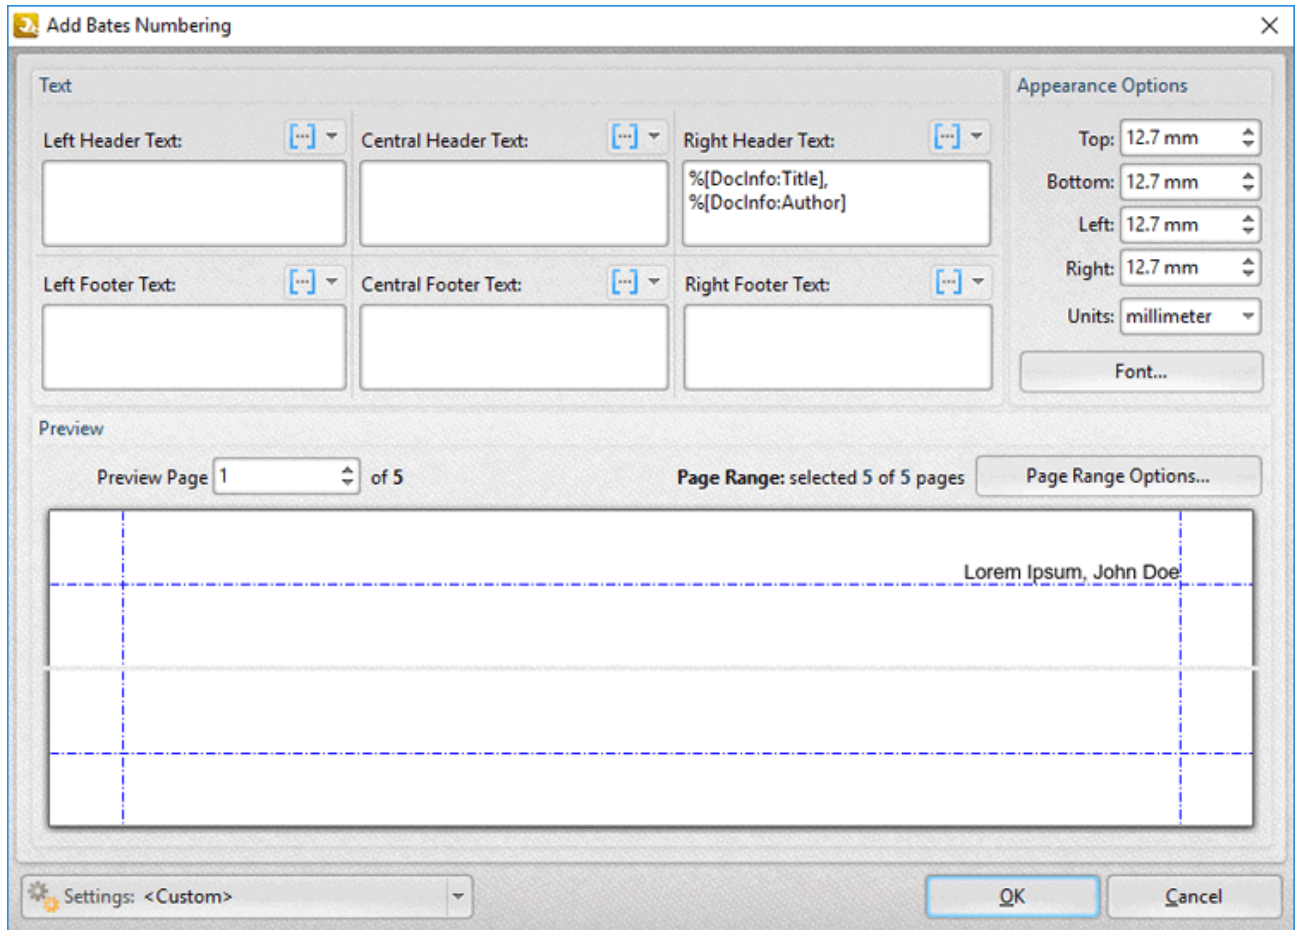 Add Bates Numbering
Text
Appearance Options
Left Header Text:
Central Header Text:
Right Header Text:
%[DocInfo:Title],
%[DocInfo:Author]
Top: 12.7 mm
Bottom: 12.7 mm
Left: 12.7 mm
Right: 12.7 mm
Units: millimeter
Font...
Left Footer Text:
Central Footer Text:
Right Footer Text:
Preview
Preview Page 1 of 5
Page Range: selected 5 of 5 pages
Page Range Options...
Lorem Ipsum, John Doe
Settings: <Custom>
OK
Cancel